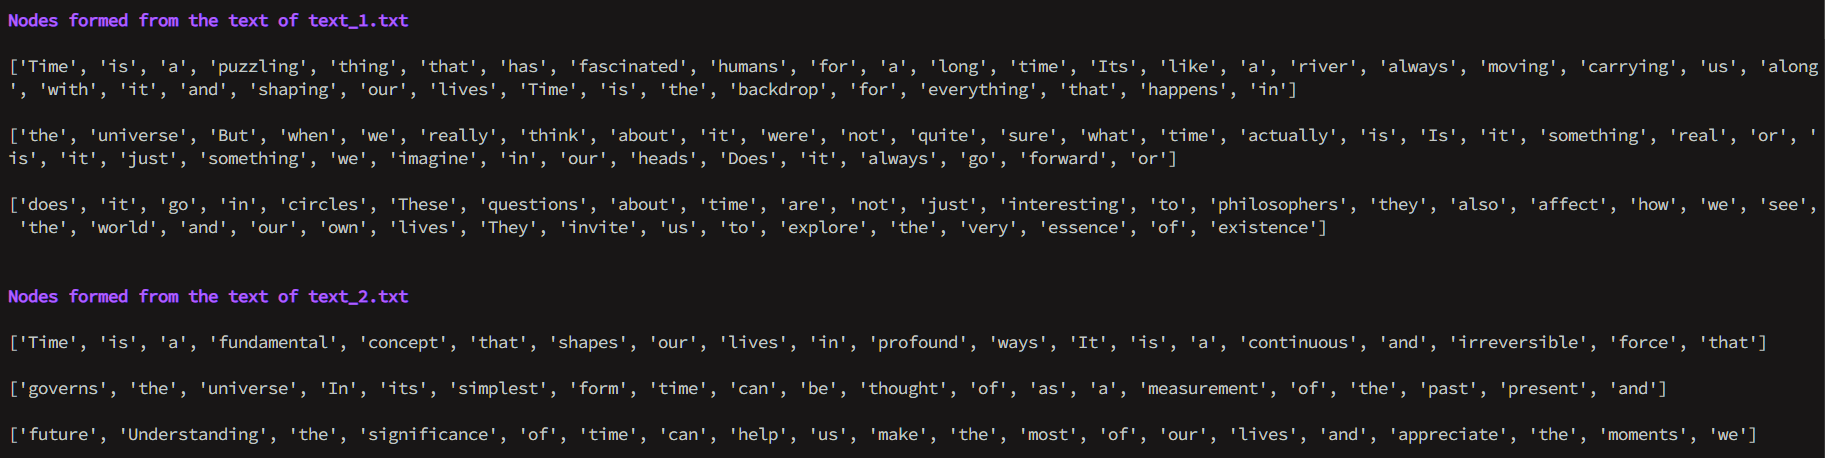 Nodes formed from the text of text_1.txt
['Time', 'is', 'a', 'puzzling', 'thing', 'that', 'has', 'fascinated', 'humans', 'for', 'a', 'long', 'time', 'Its', 'like', 'a', 'river', 'always', 'moving', 'carrying', 'us', 'along
', 'with', 'it', 'and', 'shaping', 'our', 'lives', 'Time', 'is', 'the', 'backdrop', 'for', 'everything', 'that', 'happens', 'in']
['the', 'universe', 'But', 'when', 'we', 'really', 'think', 'about', 'it', 'were', 'not', 'quite', 'sure', 'what', 'time', 'actually', 'is', 'Is', 'it', 'something', 'real', 'or', '
is', 'it', 'just', 'something', 'we', 'imagine', 'in', 'our', 'heads', 'Does', 'it', 'always', 'go', 'forward', 'or']
['does', 'it', 'go', 'in', 'circles', 'These', 'questions', 'about', 'time', 'are', 'not', 'just', 'interesting', 'to', 'philosophers', 'they', 'also', 'affect', 'how', 'we', 'see',
'the', 'world', 'and', 'our', 'own', 'lives', 'They', 'invite', 'us', 'to', 'explore', 'the', 'very', 'essence', 'of', 'existence']
Nodes formed from the text of text_2.txt
['Time', 'is', 'a', 'fundamental', 'concept', 'that', 'shapes', 'our', 'lives', 'in', 'profound', 'ways', 'It', 'is', 'a', 'continuous', 'and', 'irreversible', 'force', 'that']
['governs', 'the', 'universe', 'In', 'its', 'simplest', 'form', 'time', 'can', 'be', 'thought', 'of', 'as', 'a', 'measurement', 'of', 'the', 'past', 'present', 'and']
['future', 'Understanding', 'the', 'significance', 'of', 'time', 'can', 'help', 'us', 'make', 'the', 'most', 'of', 'our', 'lives', 'and', 'appreciate', 'the', 'moments', 'we']